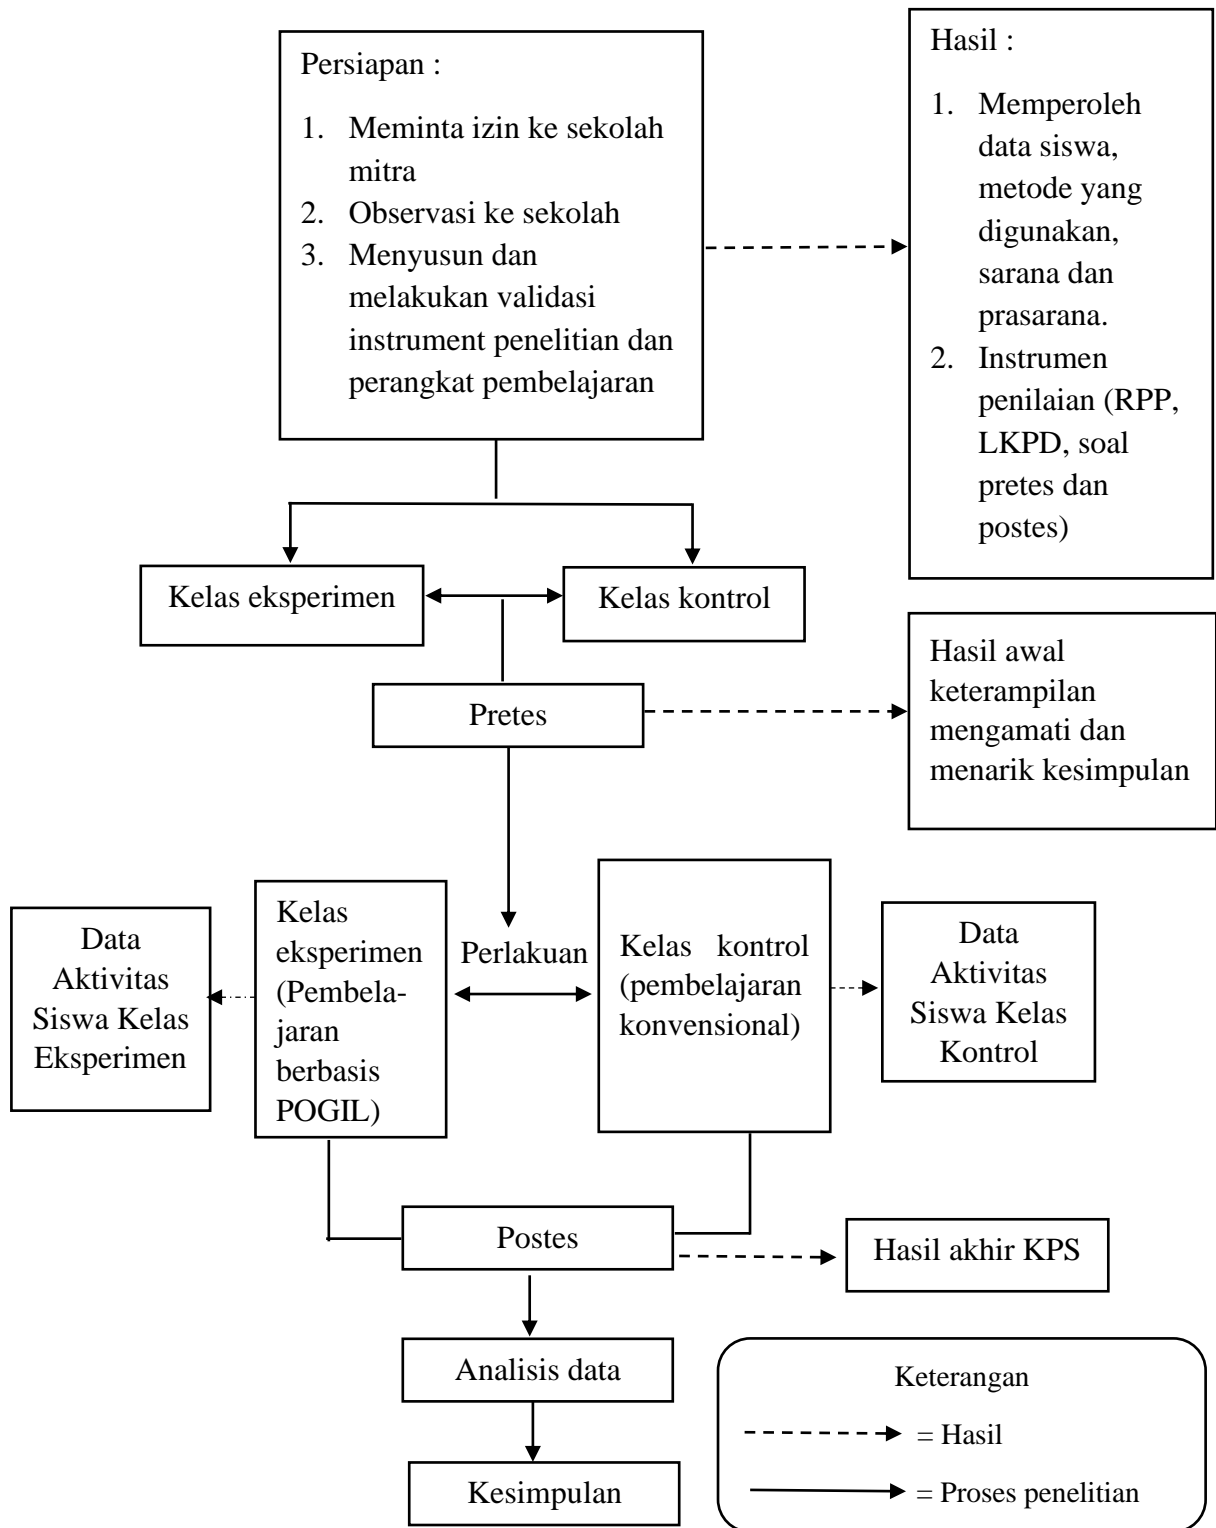 Persiapan :
1. Meminta izin ke sekolah
mitra
2. Observasi ke sekolah
3. Menyusun dan
melakukan validasi
instrument penelitian dan
perangkat pembelajaran
Hasil :
1. Memperoleh
data siswa,
metode yang
digunakan,
sarana dan
prasarana.
2. Instrumen
penilaian (RPP,
LKPD, soal
pretes dan
postes)
Kelas eksperimen
Kelas kontrol
Pretes
Hasil awal
keterampilan
mengamati dan
menarik kesimpulan
Data
Aktivitas
Siswa Kelas
Eksperimen
Kelas
eksperimen
(Pembela-
jaran
berbasis
POGIL)
Perlakuan
Kelas kontrol
(pembelajaran
konvensional)
Data
Aktivitas
Siswa Kelas
Kontrol
Postes
Hasil akhir KPS
Analisis data
Kesimpulan
Keterangan
= Hasil
= Proses penelitian